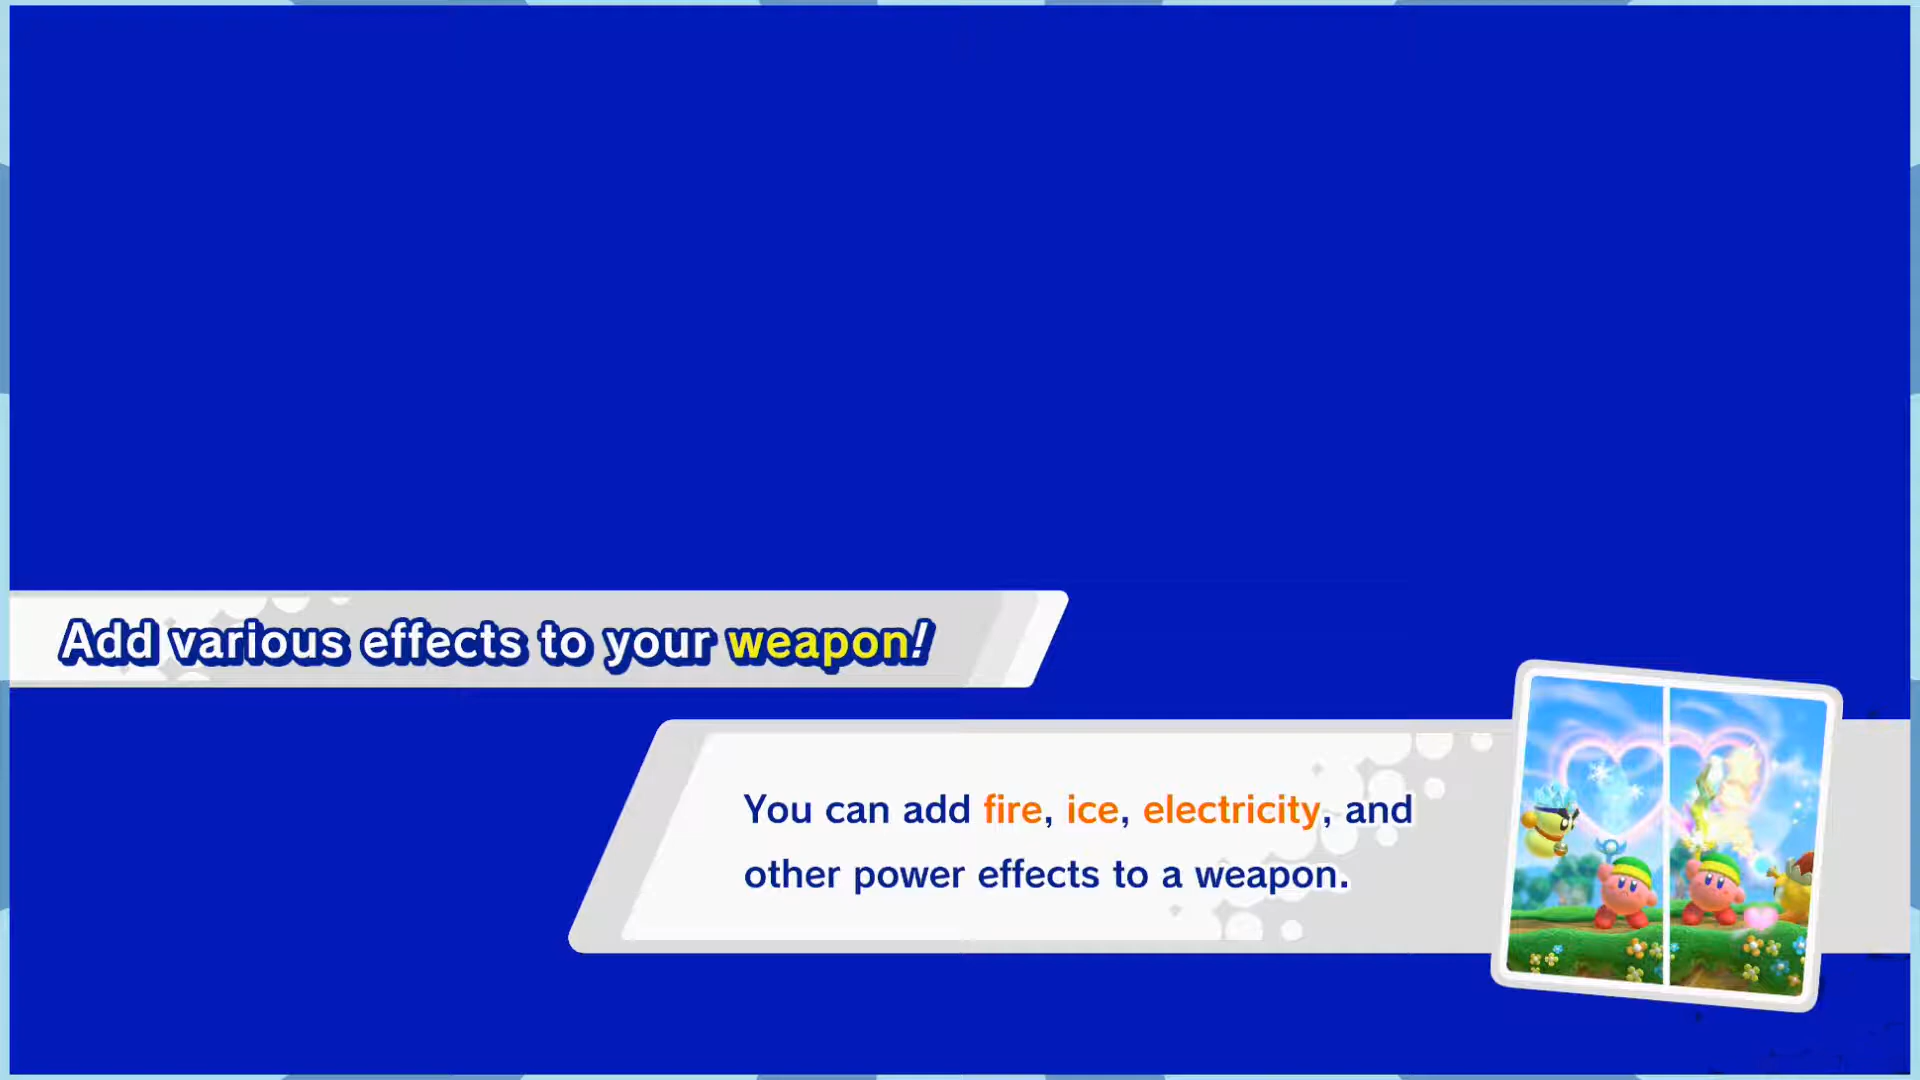 Add various effects to your weapon!
You can add fire, ice, electricity, and
other power effects to a weapon.